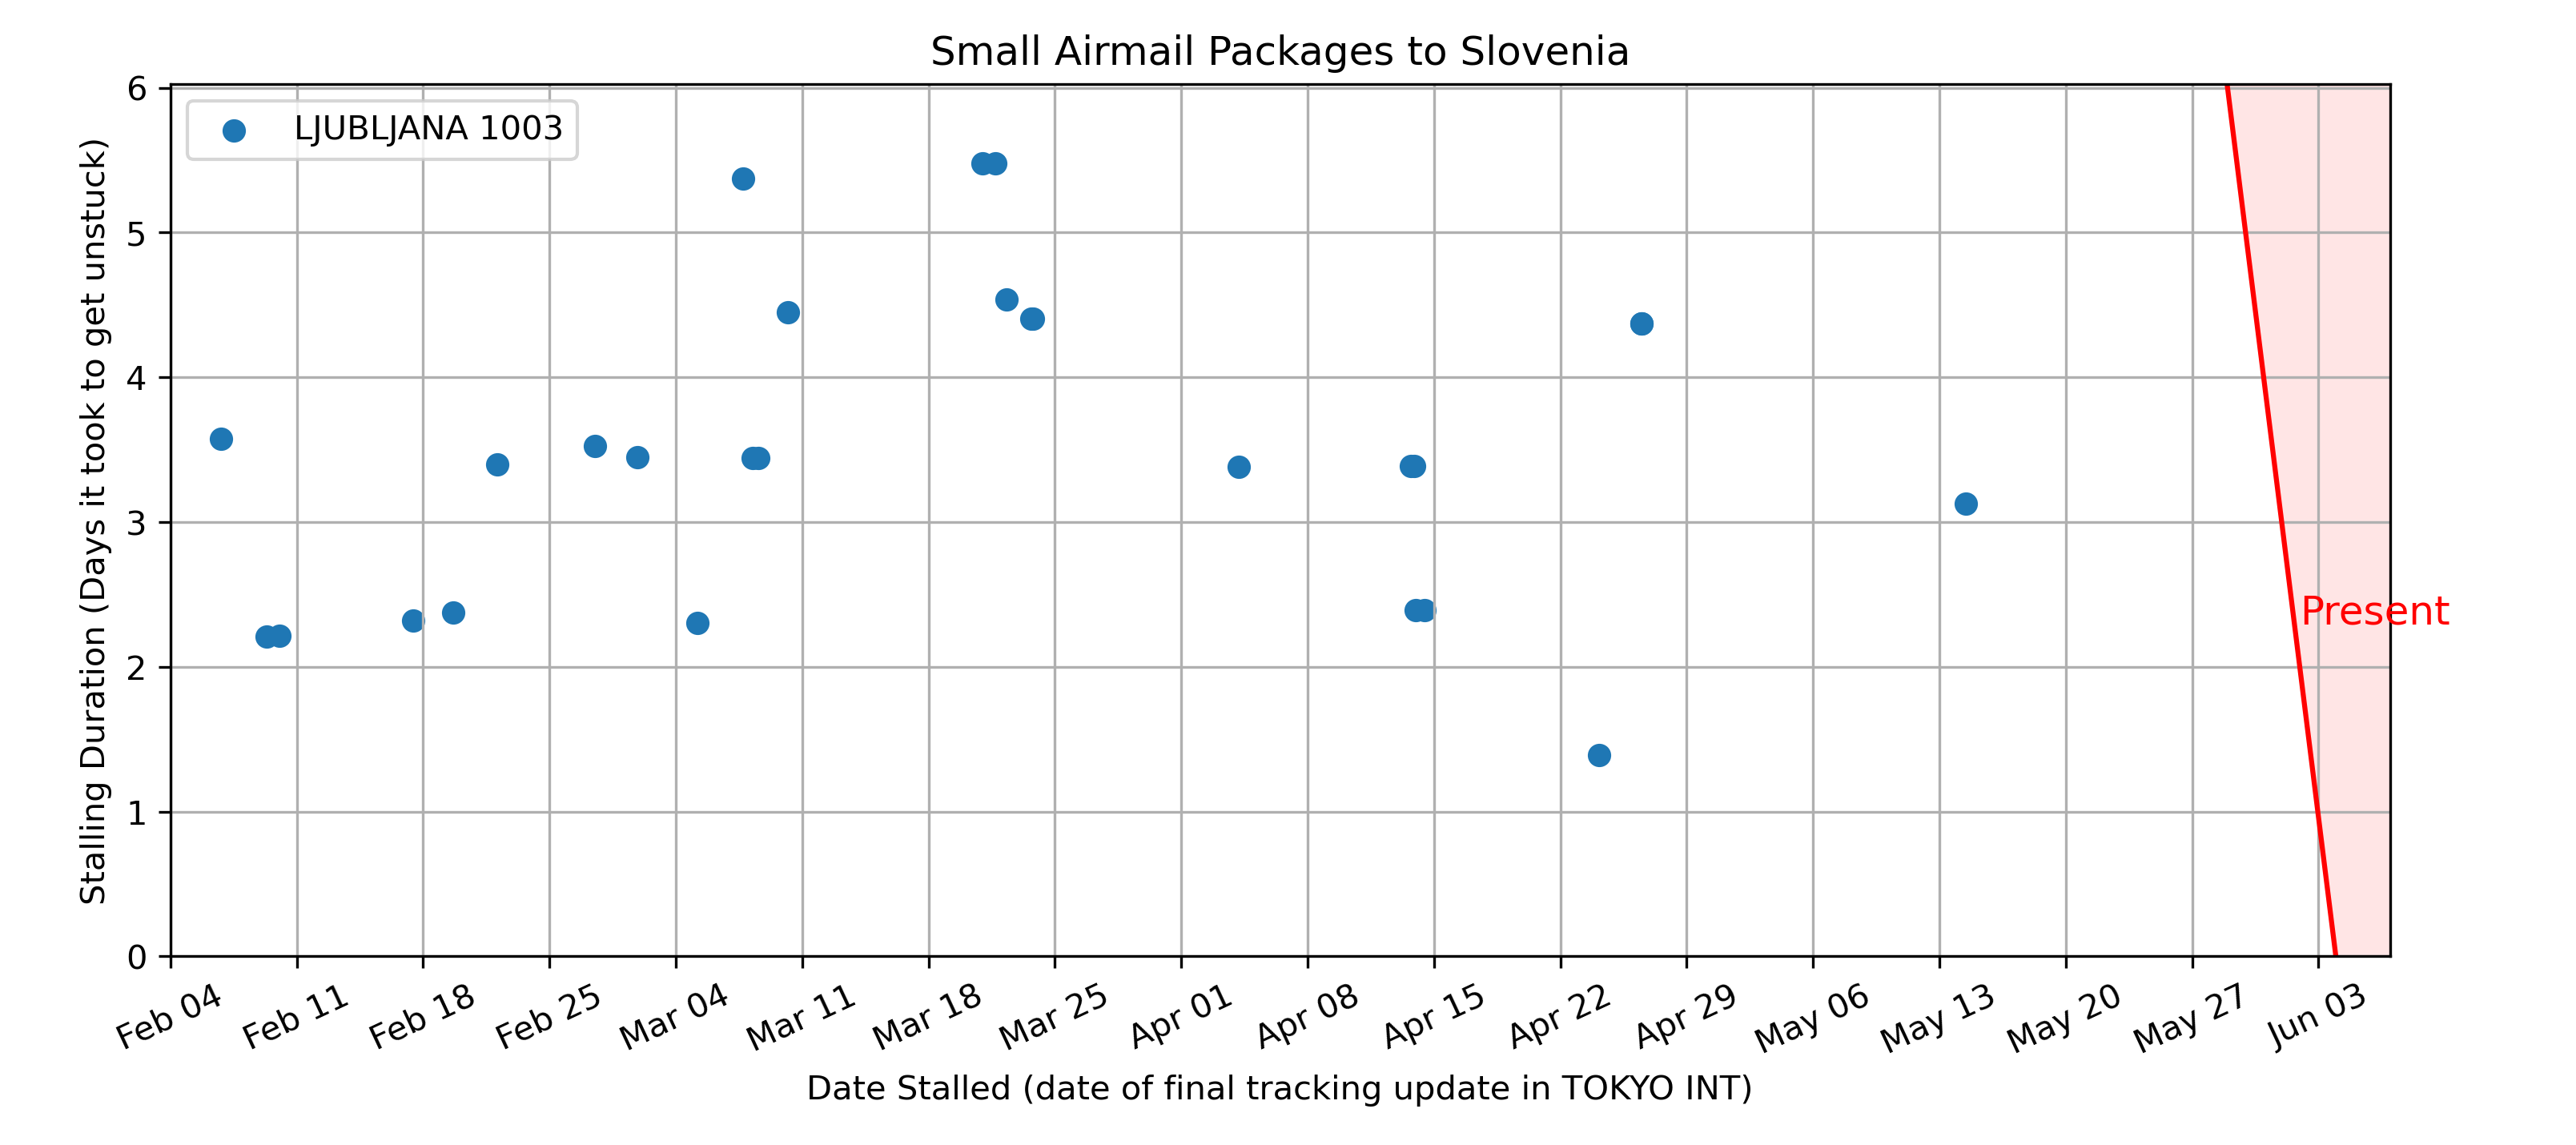 Small Airmail Packages to Slovenia
LJUBLJANA 1003
Stalling Duration (Days it took to get unstuck)
6
5
4
3
2
1
0
Present
Feb 04
Feb 11
Feb 18
Feb 25
Mar 04
Mar 11
Mar 18
Mar 25
Apr 01
Apr 08
Apr 15
Apr 22
Apr 29
May 06
May 13
May 20
May 27
Jun 03
Date Stalled (date of final tracking update in TOKYO INT)